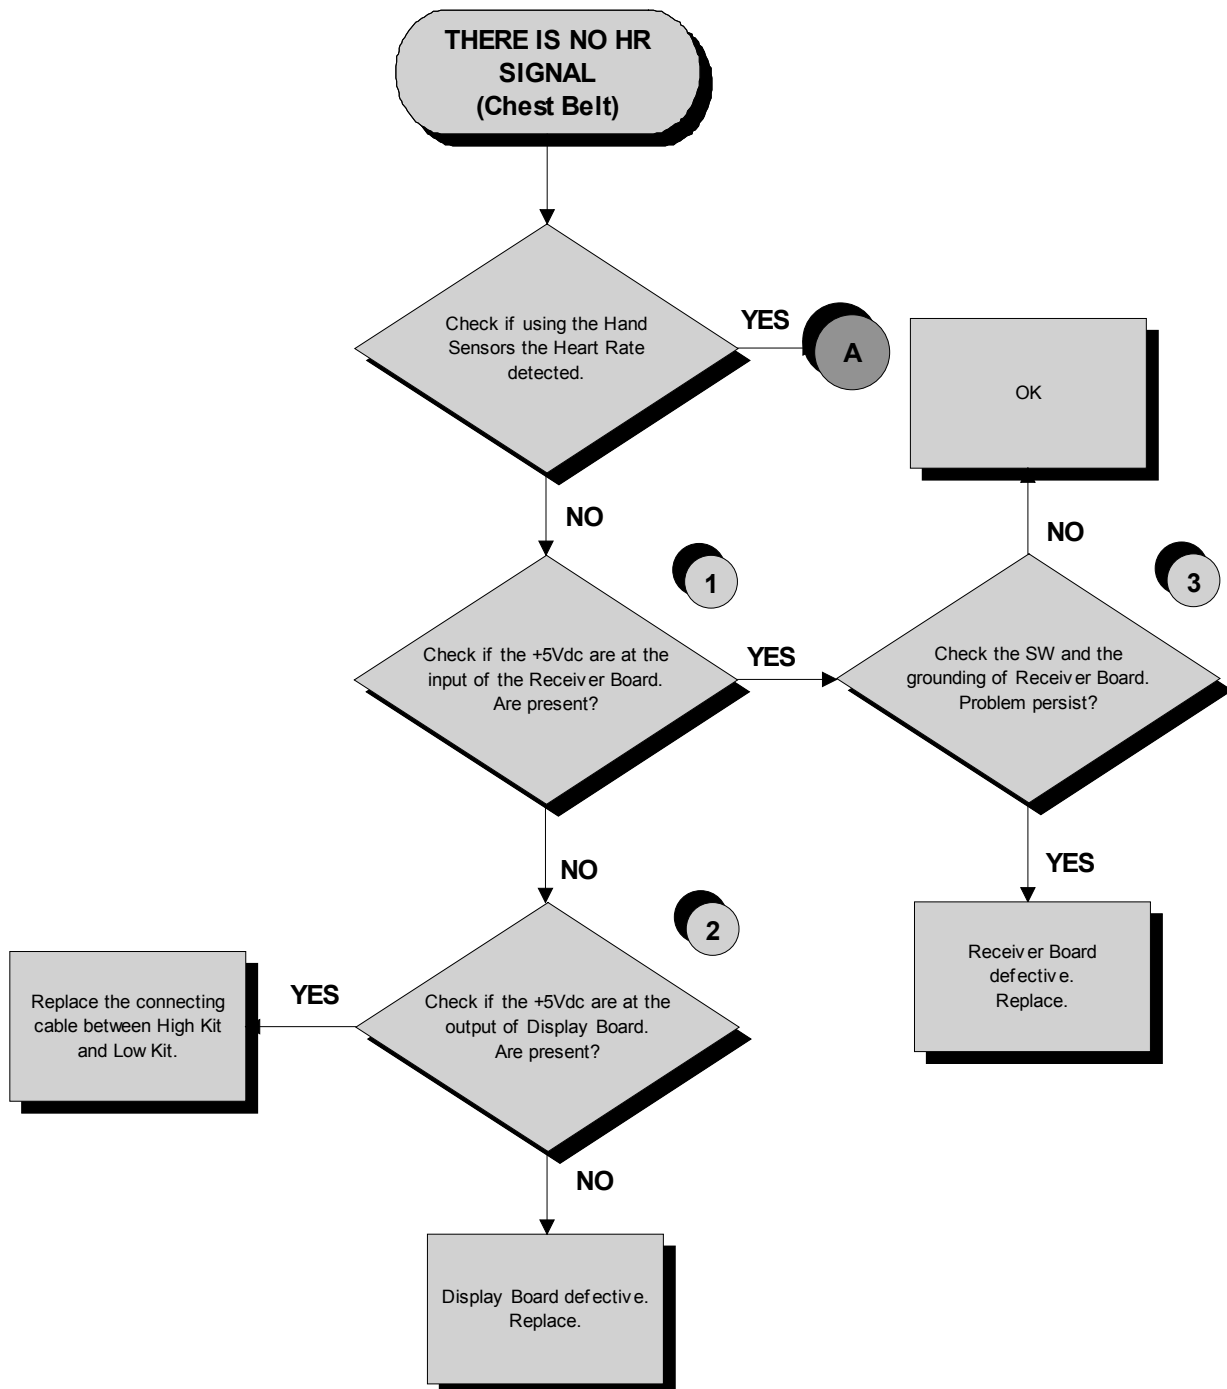 THERE IS NO HR
SIGNAL
(Chest Belt)
Check if using the Hand
Sensors the Heart Rate
detected.
YES
A
OK
NO
NO
1
3
Check if the +5Vdc are at the
input of the Receiver Board.
Are present?
YES
Check the SW and the
grounding of Receiver Board.
Problem persist?
NO
YES
2
Receiver Board
defective.
Replace.
Replace the connecting
cable between High Kit
and Low Kit.
YES
Check if the +5Vdc are at the
output of Display Board.
Are present?
NO
Display Board defective.
Replace.